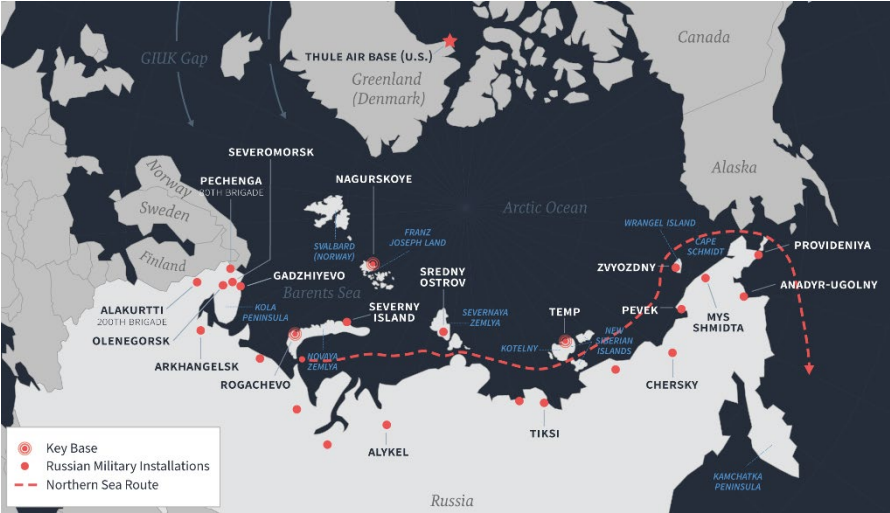 GIUK Gap
THULE AIR BASE (U.S.)
Greenland
(Denmark)
Canada
Alaska
Arctic Ocean
SEVEROMORSK
PECHENGA
80TH BRIGADE
Norway
Sweden
Finland
NAGURSKOYE
SVALBARD
(NORWAY)
FRANZ
JOSEPH LAND
Barents Sea
GADZHIYEVO
KOLA
PENINSULA
ALAKURTTI
200TH BRIGADE
OLENEGORSK
ARKHANGELSK
ROGACHEVO
NOVAYA
ZEMLYA
SEVERNY
ISLAND
SREDNY
OSTROV
SEVERNAYA
ZEMLYA
ALYKEL
TEMP
KOTELNY
NEW
SIBERIAN
ISLANDS
TIKSI
WRANGEL ISLAND
ZVYOZDNY
CAPE
SCHMIDT
PROVIDENIYA
ANADYR-UGOLNY
PEVEK
MYS
SHMIDTA
CHERSKY
KAMCHATKA
PENINSULA
Russia
Key Base
Russian Military Installations
Northern Sea Route